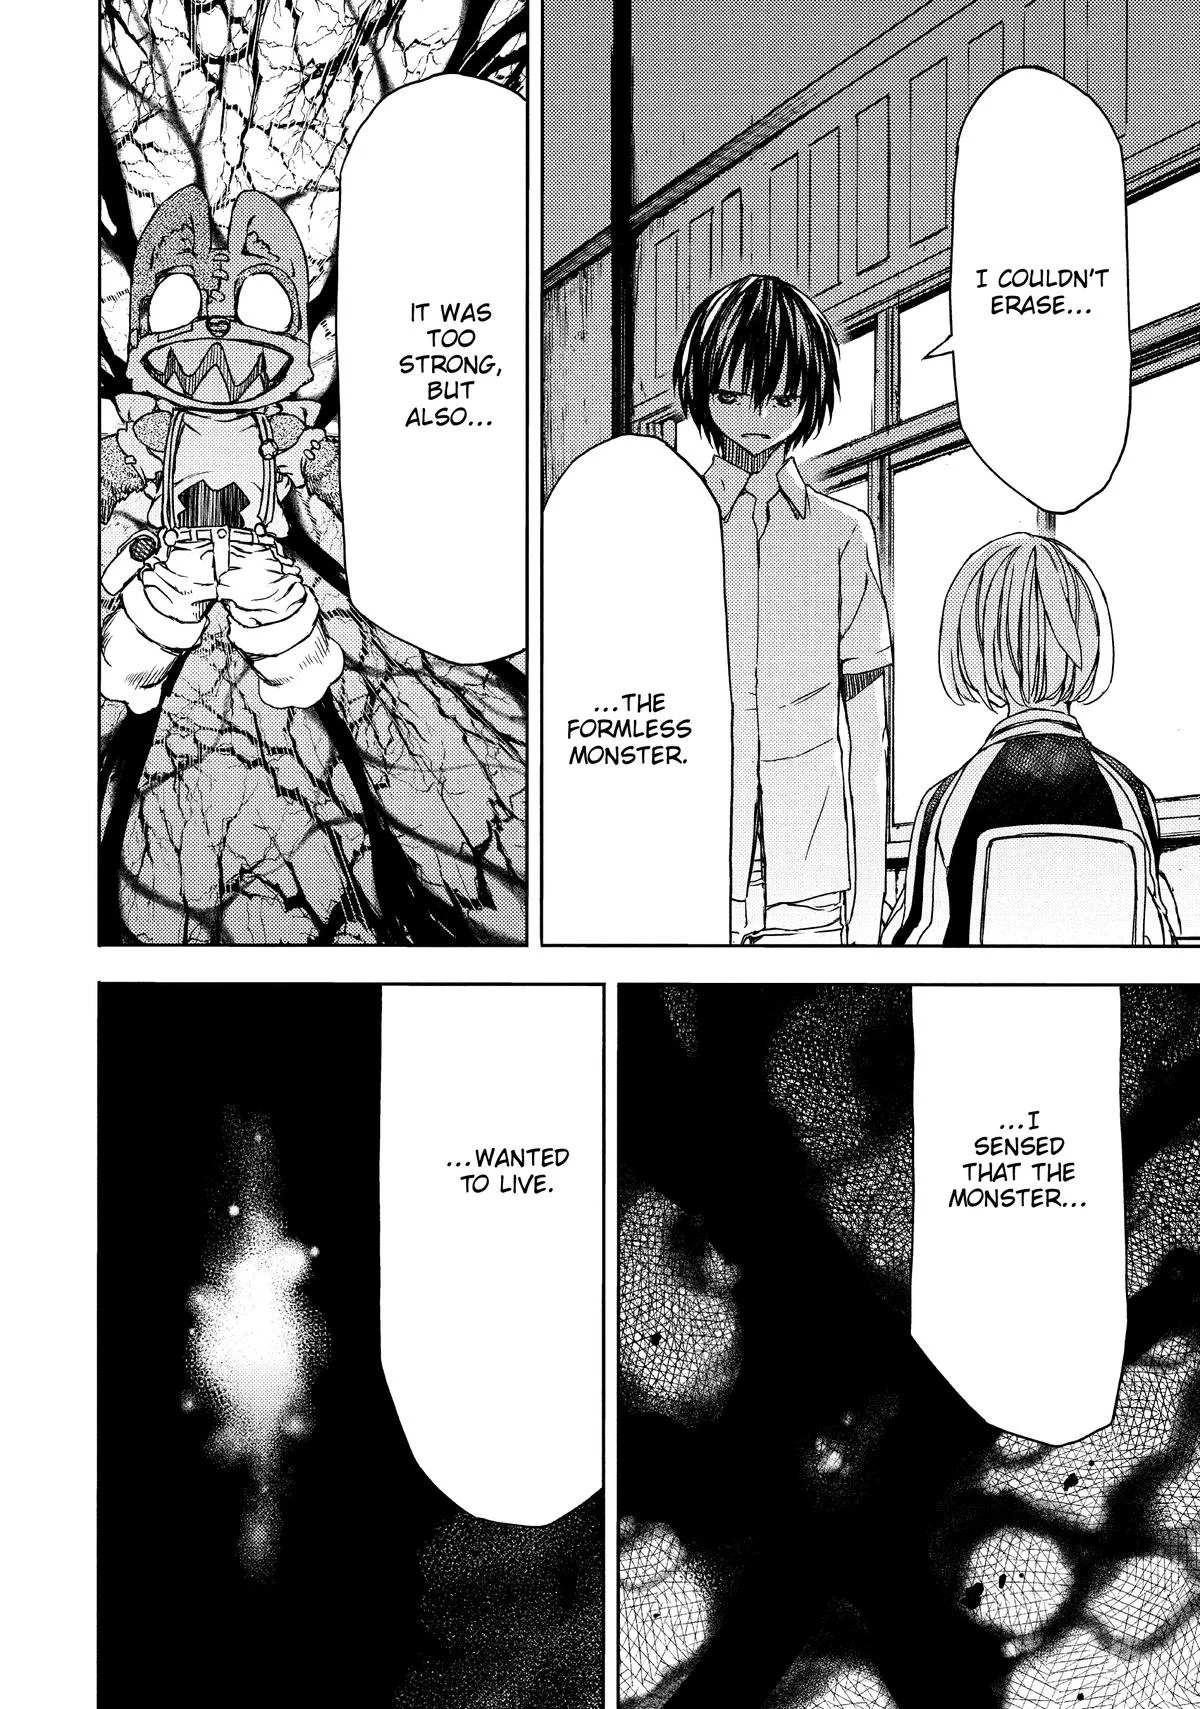 I COULDN'T
ERASE...
...THE
FORMLESS
MONSTER.
IT WAS
TOO
STRONG,
BUT
ALSO...
...I
SENSED
THAT THE
MONSTER...
...WANTED
TO LIVE.